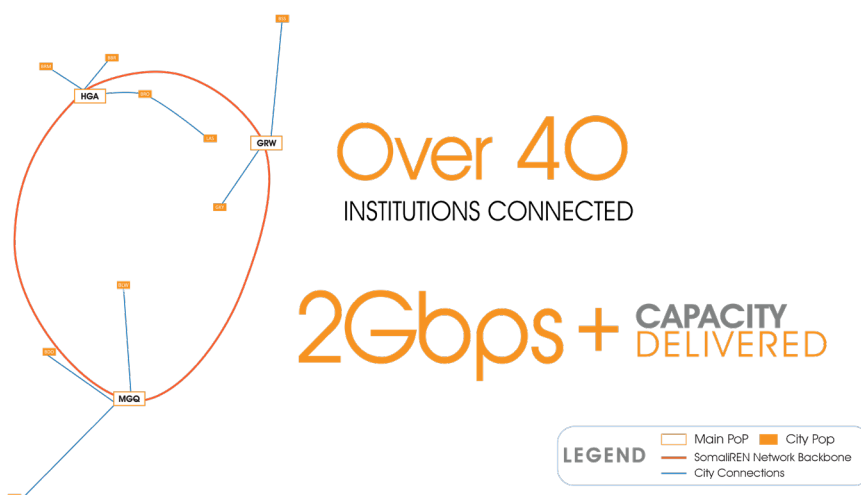 HGA
GRW
MGQ
Over 40
INSTITUTIONS CONNECTED
2Gbps + CAPACITY
DELIVERED
LEGEND
Main PoP
City Pop
SomaliREN Network Backbone
City Connections